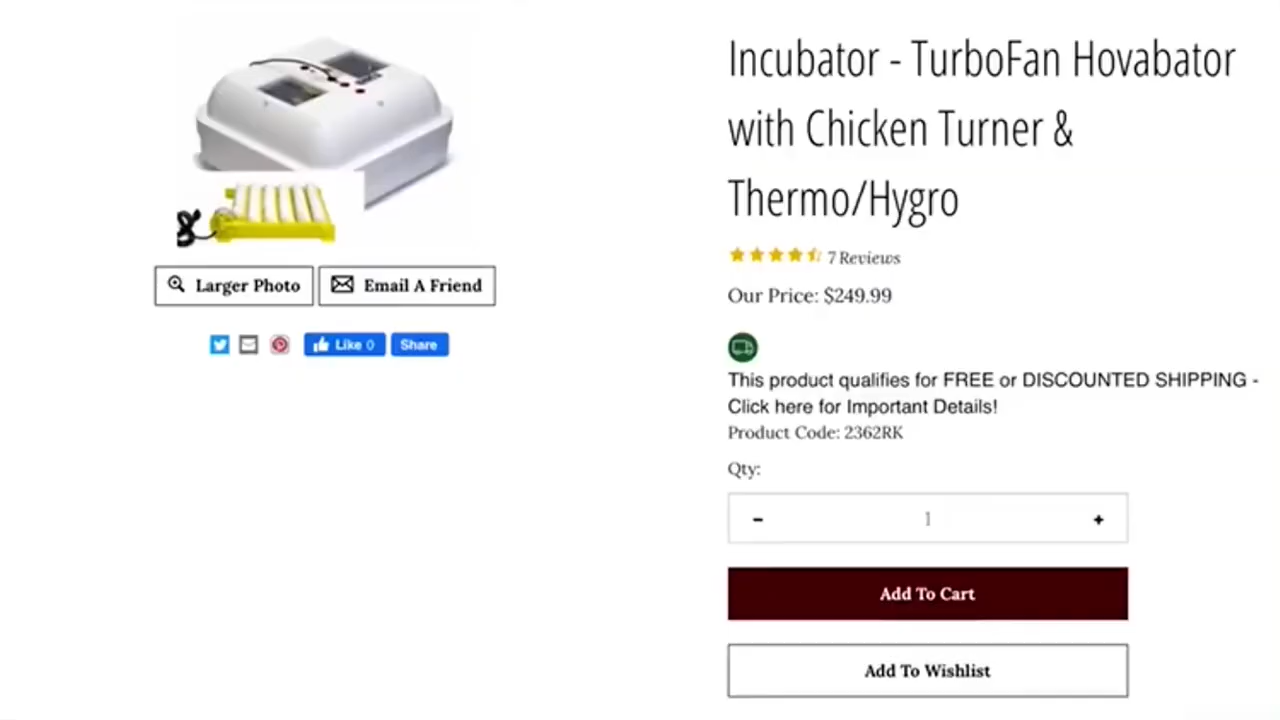 Incubator - TurboFan Hovabator
with Chicken Turner &
Thermo/Hygro
7 Reviews
Our Price: $249.99
Larger Photo
Email A Friend
Like 0
Share
This product qualifies for FREE or DISCOUNTED SHIPPING -
Click here for Important Details!
Product Code: 2362RK
Qty:
- 1 +
Add To Cart
Add To Wishlist